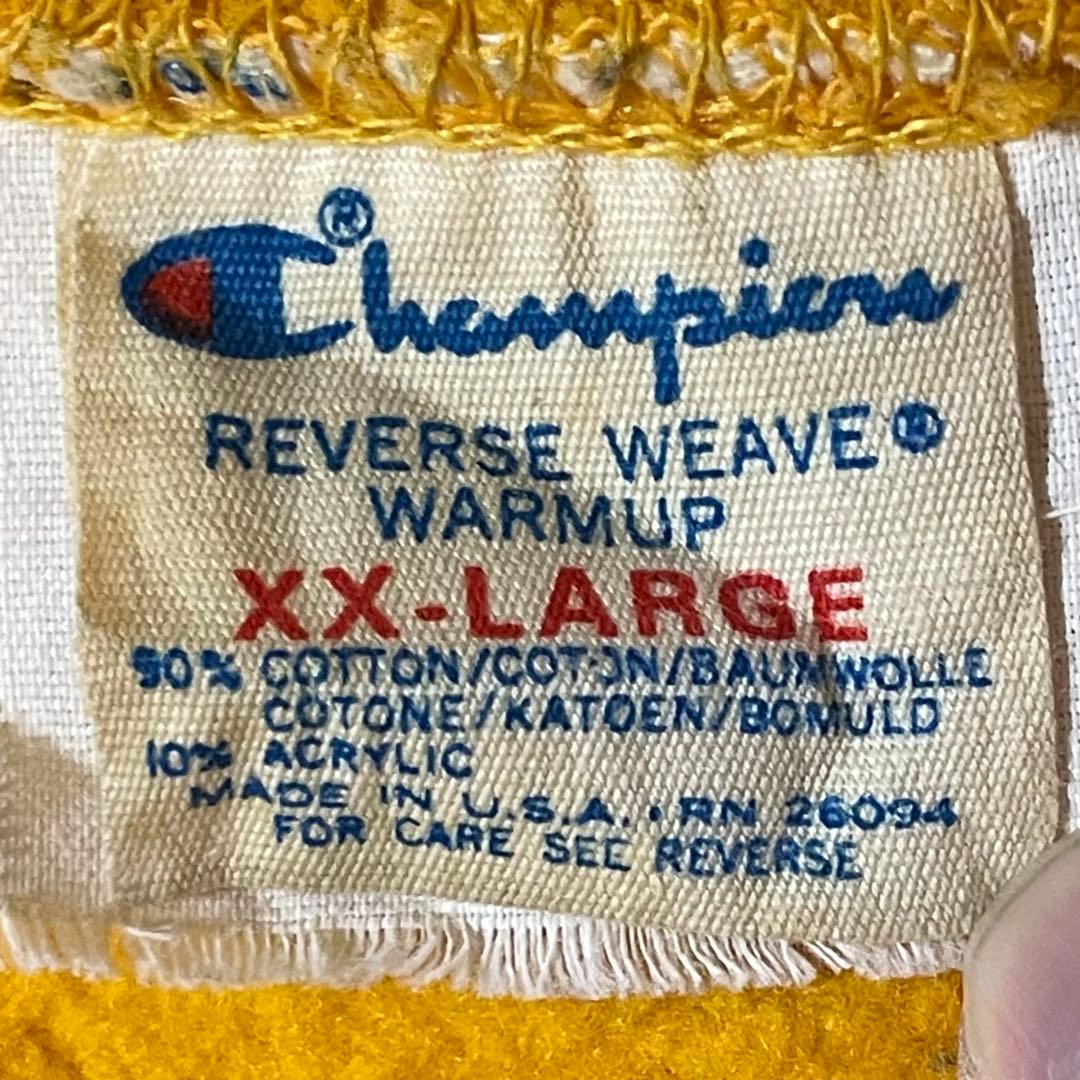 Champion®
REVERSE WEAVE®
WARMUP
XX-LARGE
90% COTTON/COTON/BAUMWOLLE
COTONE/KATOEN/BOMULD
10% ACRYLIC
MADE IN U.S.A. • RN 26094
FOR CARE SEE REVERSE